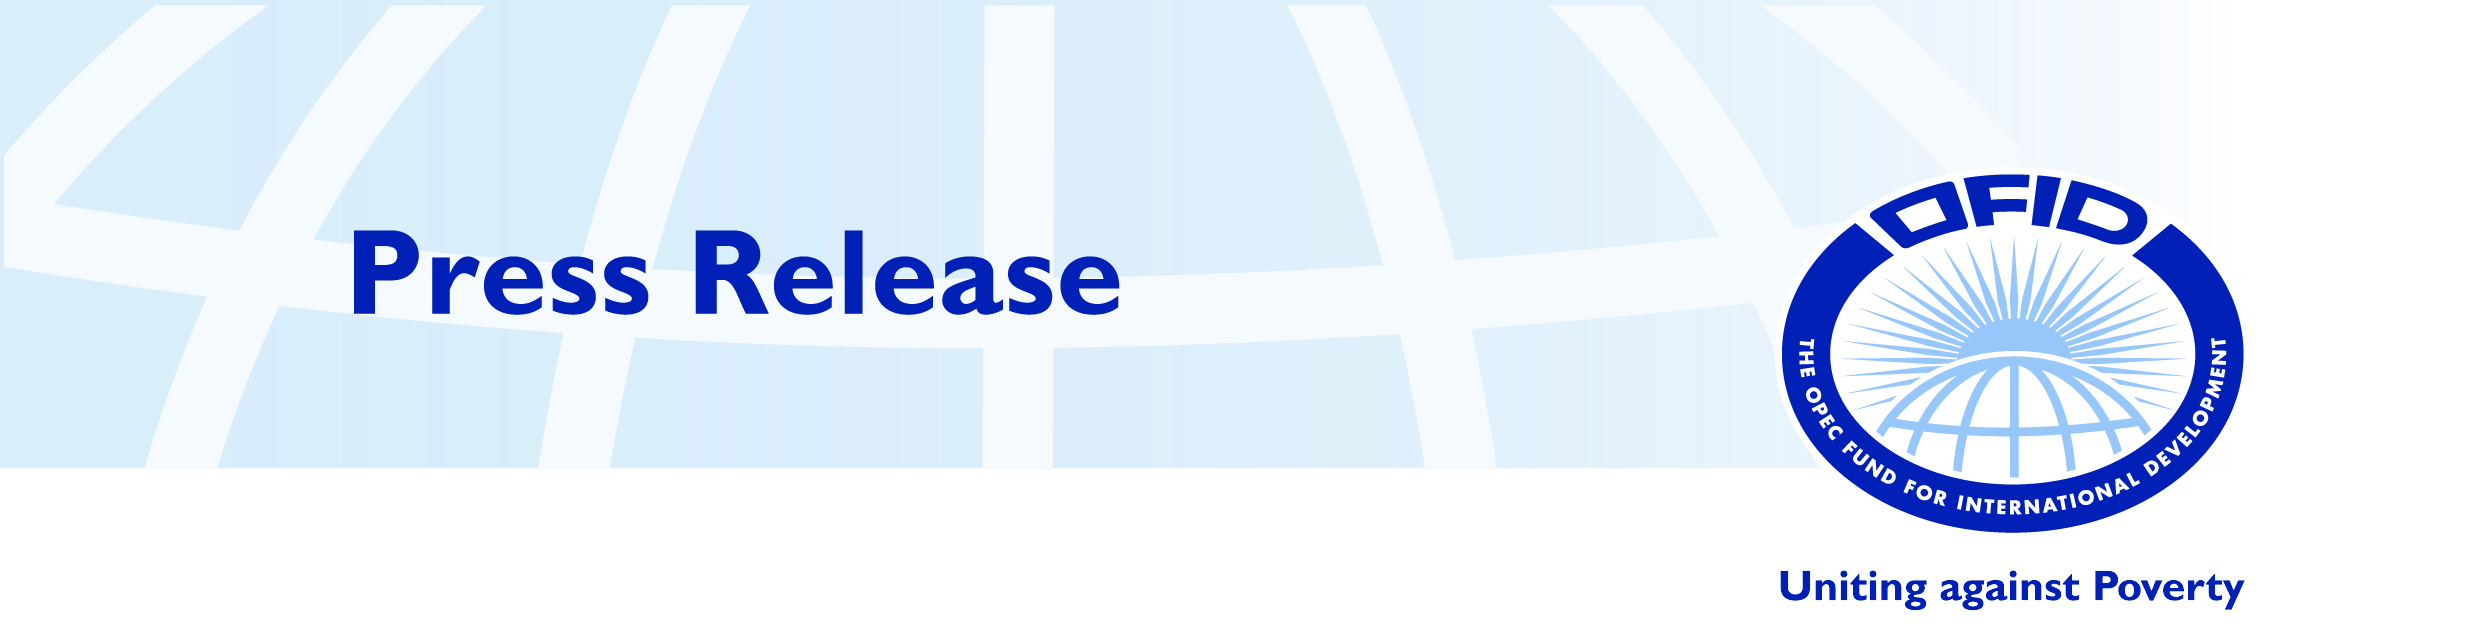 Press Release
OFID
THE OPEC FUND FOR INTERNATIONAL DEVELOPMENT
Uniting against Poverty